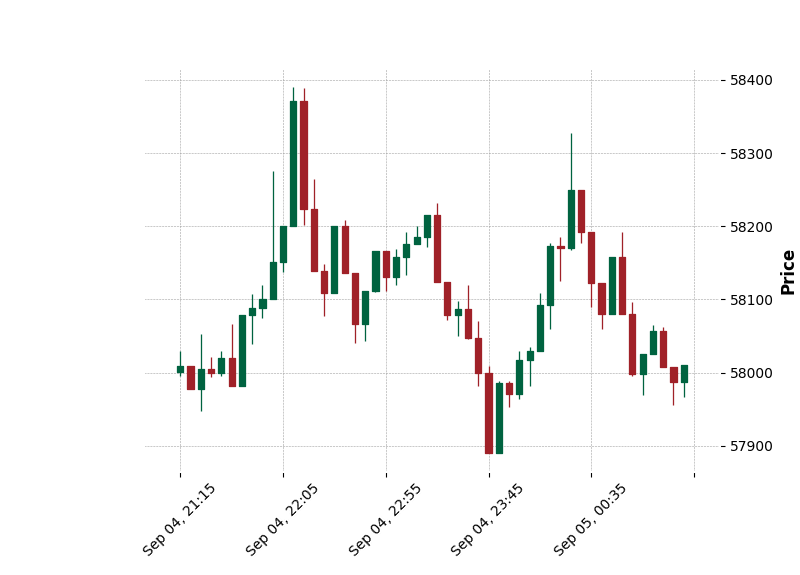 58400
58300
58200
58100
58000
57900
Price
Sep 04, 21:15
Sep 04, 22:05
Sep 04, 22:55
Sep 04, 23:45
Sep 05, 00:35